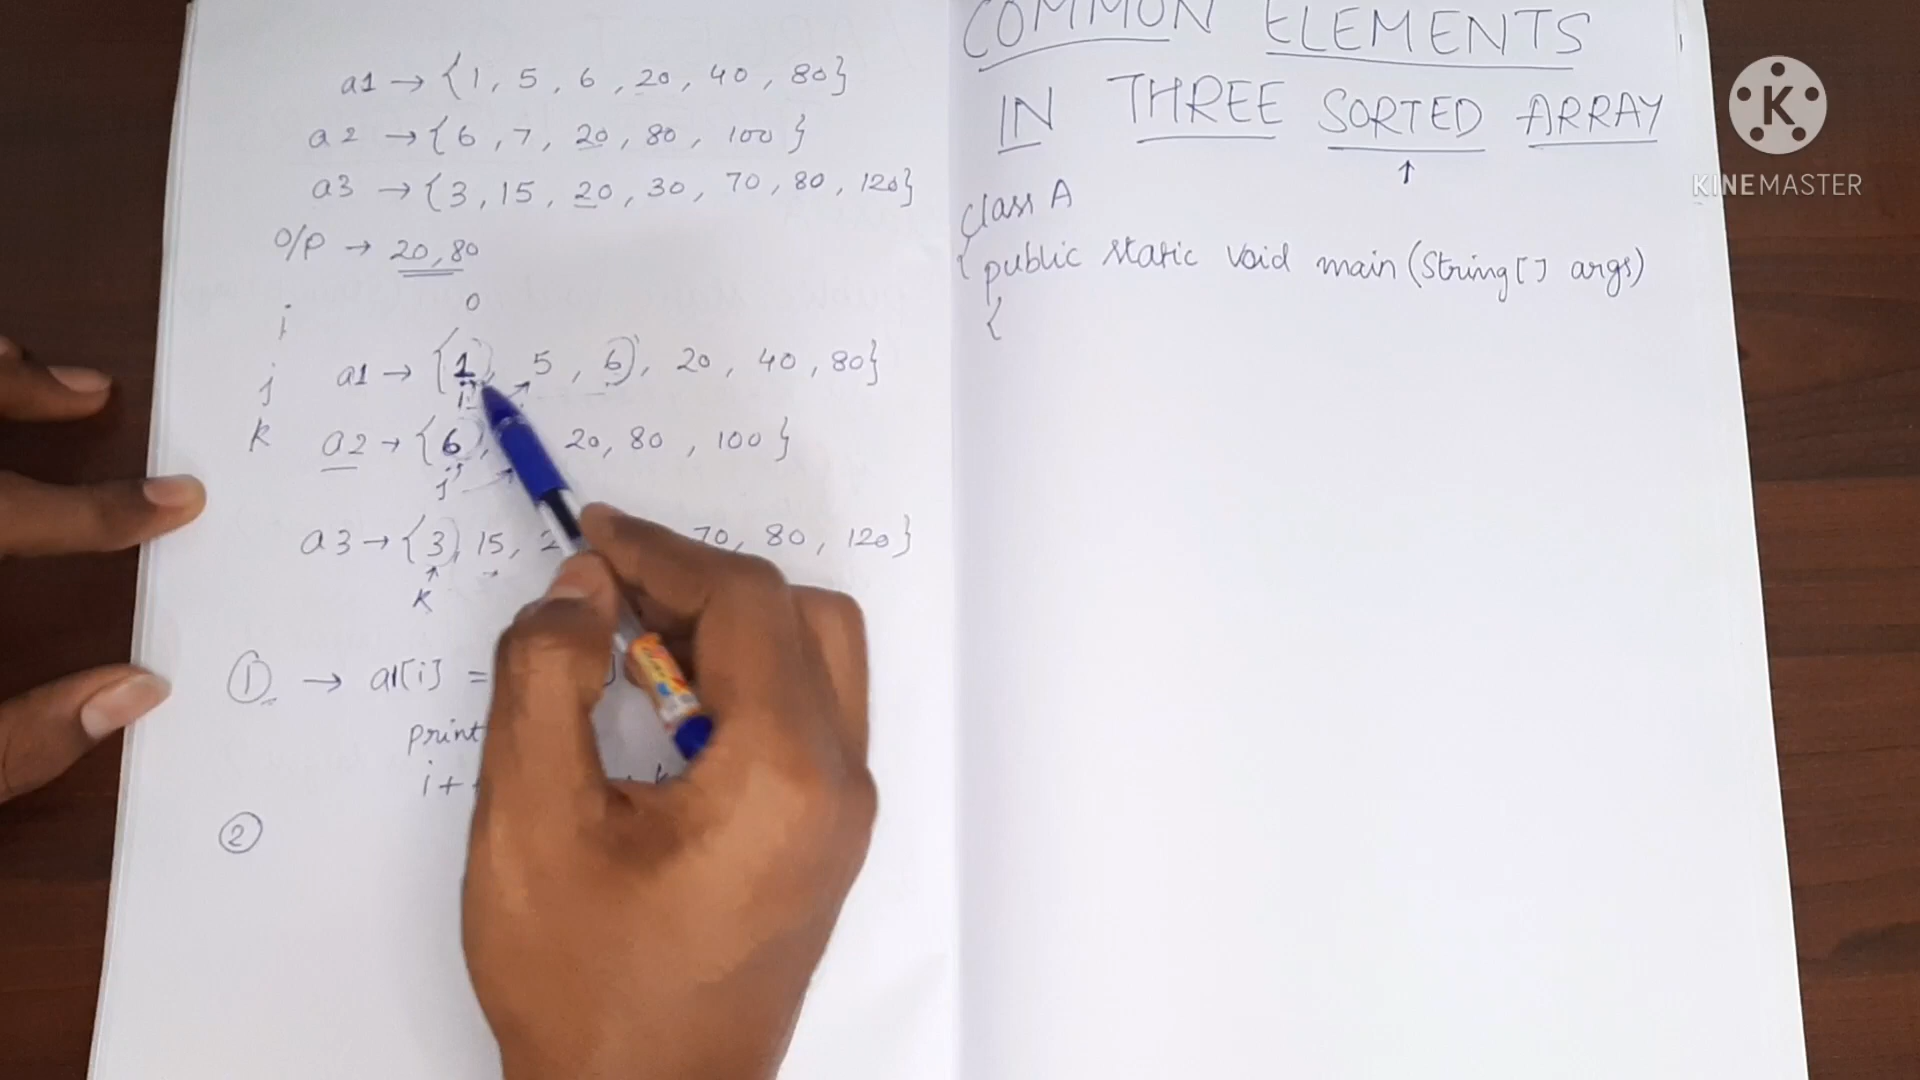 a1 → {1, 5, 6, 20, 40, 80}
a2 → {6, 7, 20, 80, 100}
a3 → {3, 15, 20, 30, 70, 80, 120}
O/P → 20, 80
0
i
a1 → {1, 5, 6, 20, 40, 80}
i
j
k
a2 → {6, 20, 80, 100}
j
a3 → {3, 15, 70, 80, 120}
k
① → a1[i] =
print
i+
②
COMMON ELEMENTS
IN THREE SORTED ARRAY
↑
class A
{ public static void main (String[] args)
{
K
KINEMASTER